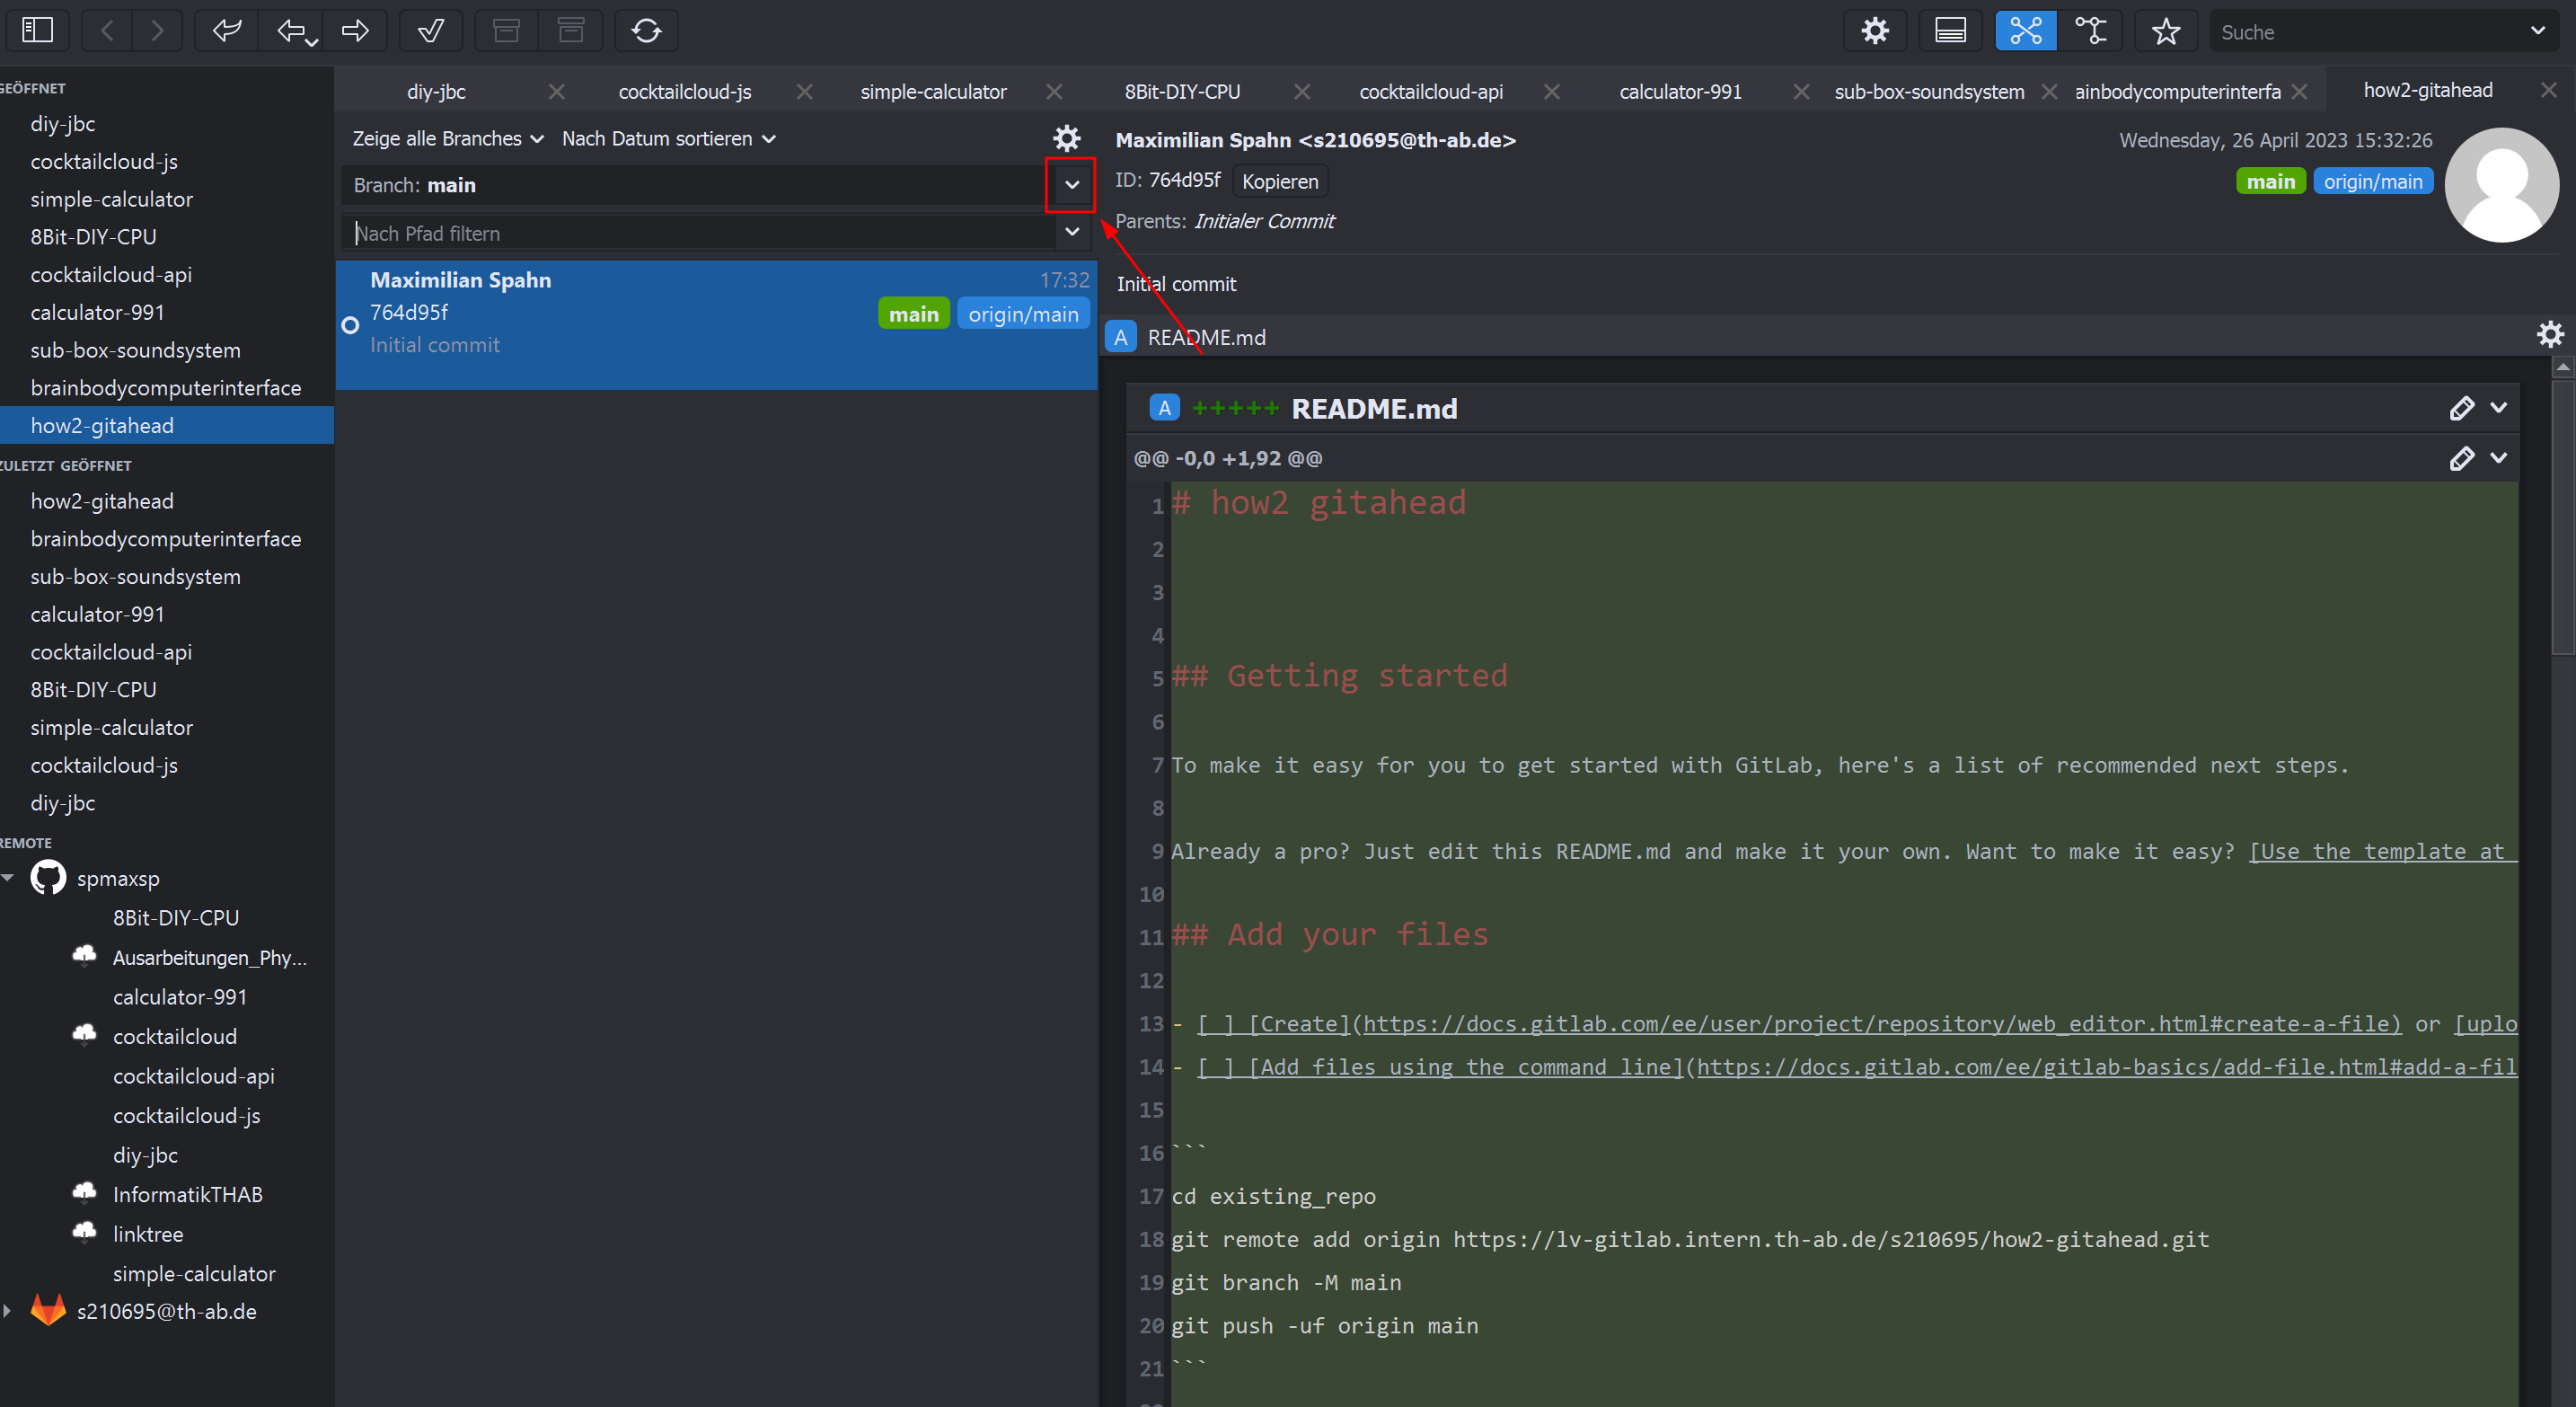 Suche
GEÖFFNET
diy-jbc
cocktailcloud-js
simple-calculator
8Bit-DIY-CPU
cocktailcloud-api
calculator-991
sub-box-soundsystem
brainbodycomputerinterface
how2-gitahead
ZULETZT GEÖFFNET
how2-gitahead
brainbodycomputerinterface
sub-box-soundsystem
calculator-991
cocktailcloud-api
8Bit-DIY-CPU
simple-calculator
cocktailcloud-js
diy-jbc
REMOTE
spmaxsp
8Bit-DIY-CPU
Ausarbeitungen_Phy...
calculator-991
cocktailcloud
cocktailcloud-api
cocktailcloud-js
diy-jbc
InformatikTHAB
linktree
simple-calculator
s210695@th-ab.de
diy-jbc cocktailcloud-js simple-calculator 8Bit-DIY-CPU cocktailcloud-api calculator-991 sub-box-soundsystem ainbodycomputerinterfa how2-gitahead
Zeige alle Branches Nach Datum sortieren
Branch: main
Nach Pfad filtern
Maximilian Spahn 17:32
764d95f main origin/main
Initial commit
Maximilian Spahn <s210695@th-ab.de> Wednesday, 26 April 2023 15:32:26
ID: 764d95f Kopieren main origin/main
Parents: Initialer Commit
Initial commit
A README.md
A +++++ README.md
@@ -0,0 +1,92 @@
1 # how2 gitahead
2
3
4
5 ## Getting started
6
7 To make it easy for you to get started with GitLab, here's a list of recommended next steps.
8
9 Already a pro? Just edit this README.md and make it your own. Want to make it easy? [Use the template at
10
11 ## Add your files
12
13 - [ ] [Create](https://docs.gitlab.com/ee/user/project/repository/web_editor.html#create-a-file) or [uplo
14 - [ ] [Add files using the command line](https://docs.gitlab.com/ee/gitlab-basics/add-file.html#add-a-fil
15
16 ```
17 cd existing_repo
18 git remote add origin https://lv-gitlab.intern.th-ab.de/s210695/how2-gitahead.git
19 git branch -M main
20 git push -uf origin main
21 ```